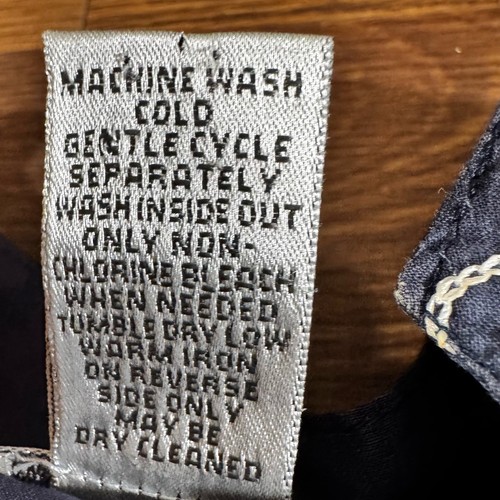 MACHINE WASH
COLD
GENTLE CYCLE
SEPARATELY
WASH INSIDE OUT
ONLY NON-
CHLORINE BLEACH
WHEN NEEDED
TUMBLE DRY LOW
WORM IRON
ON REVERSE
SIDE ONLY
MAY BE
DRY CLEANED